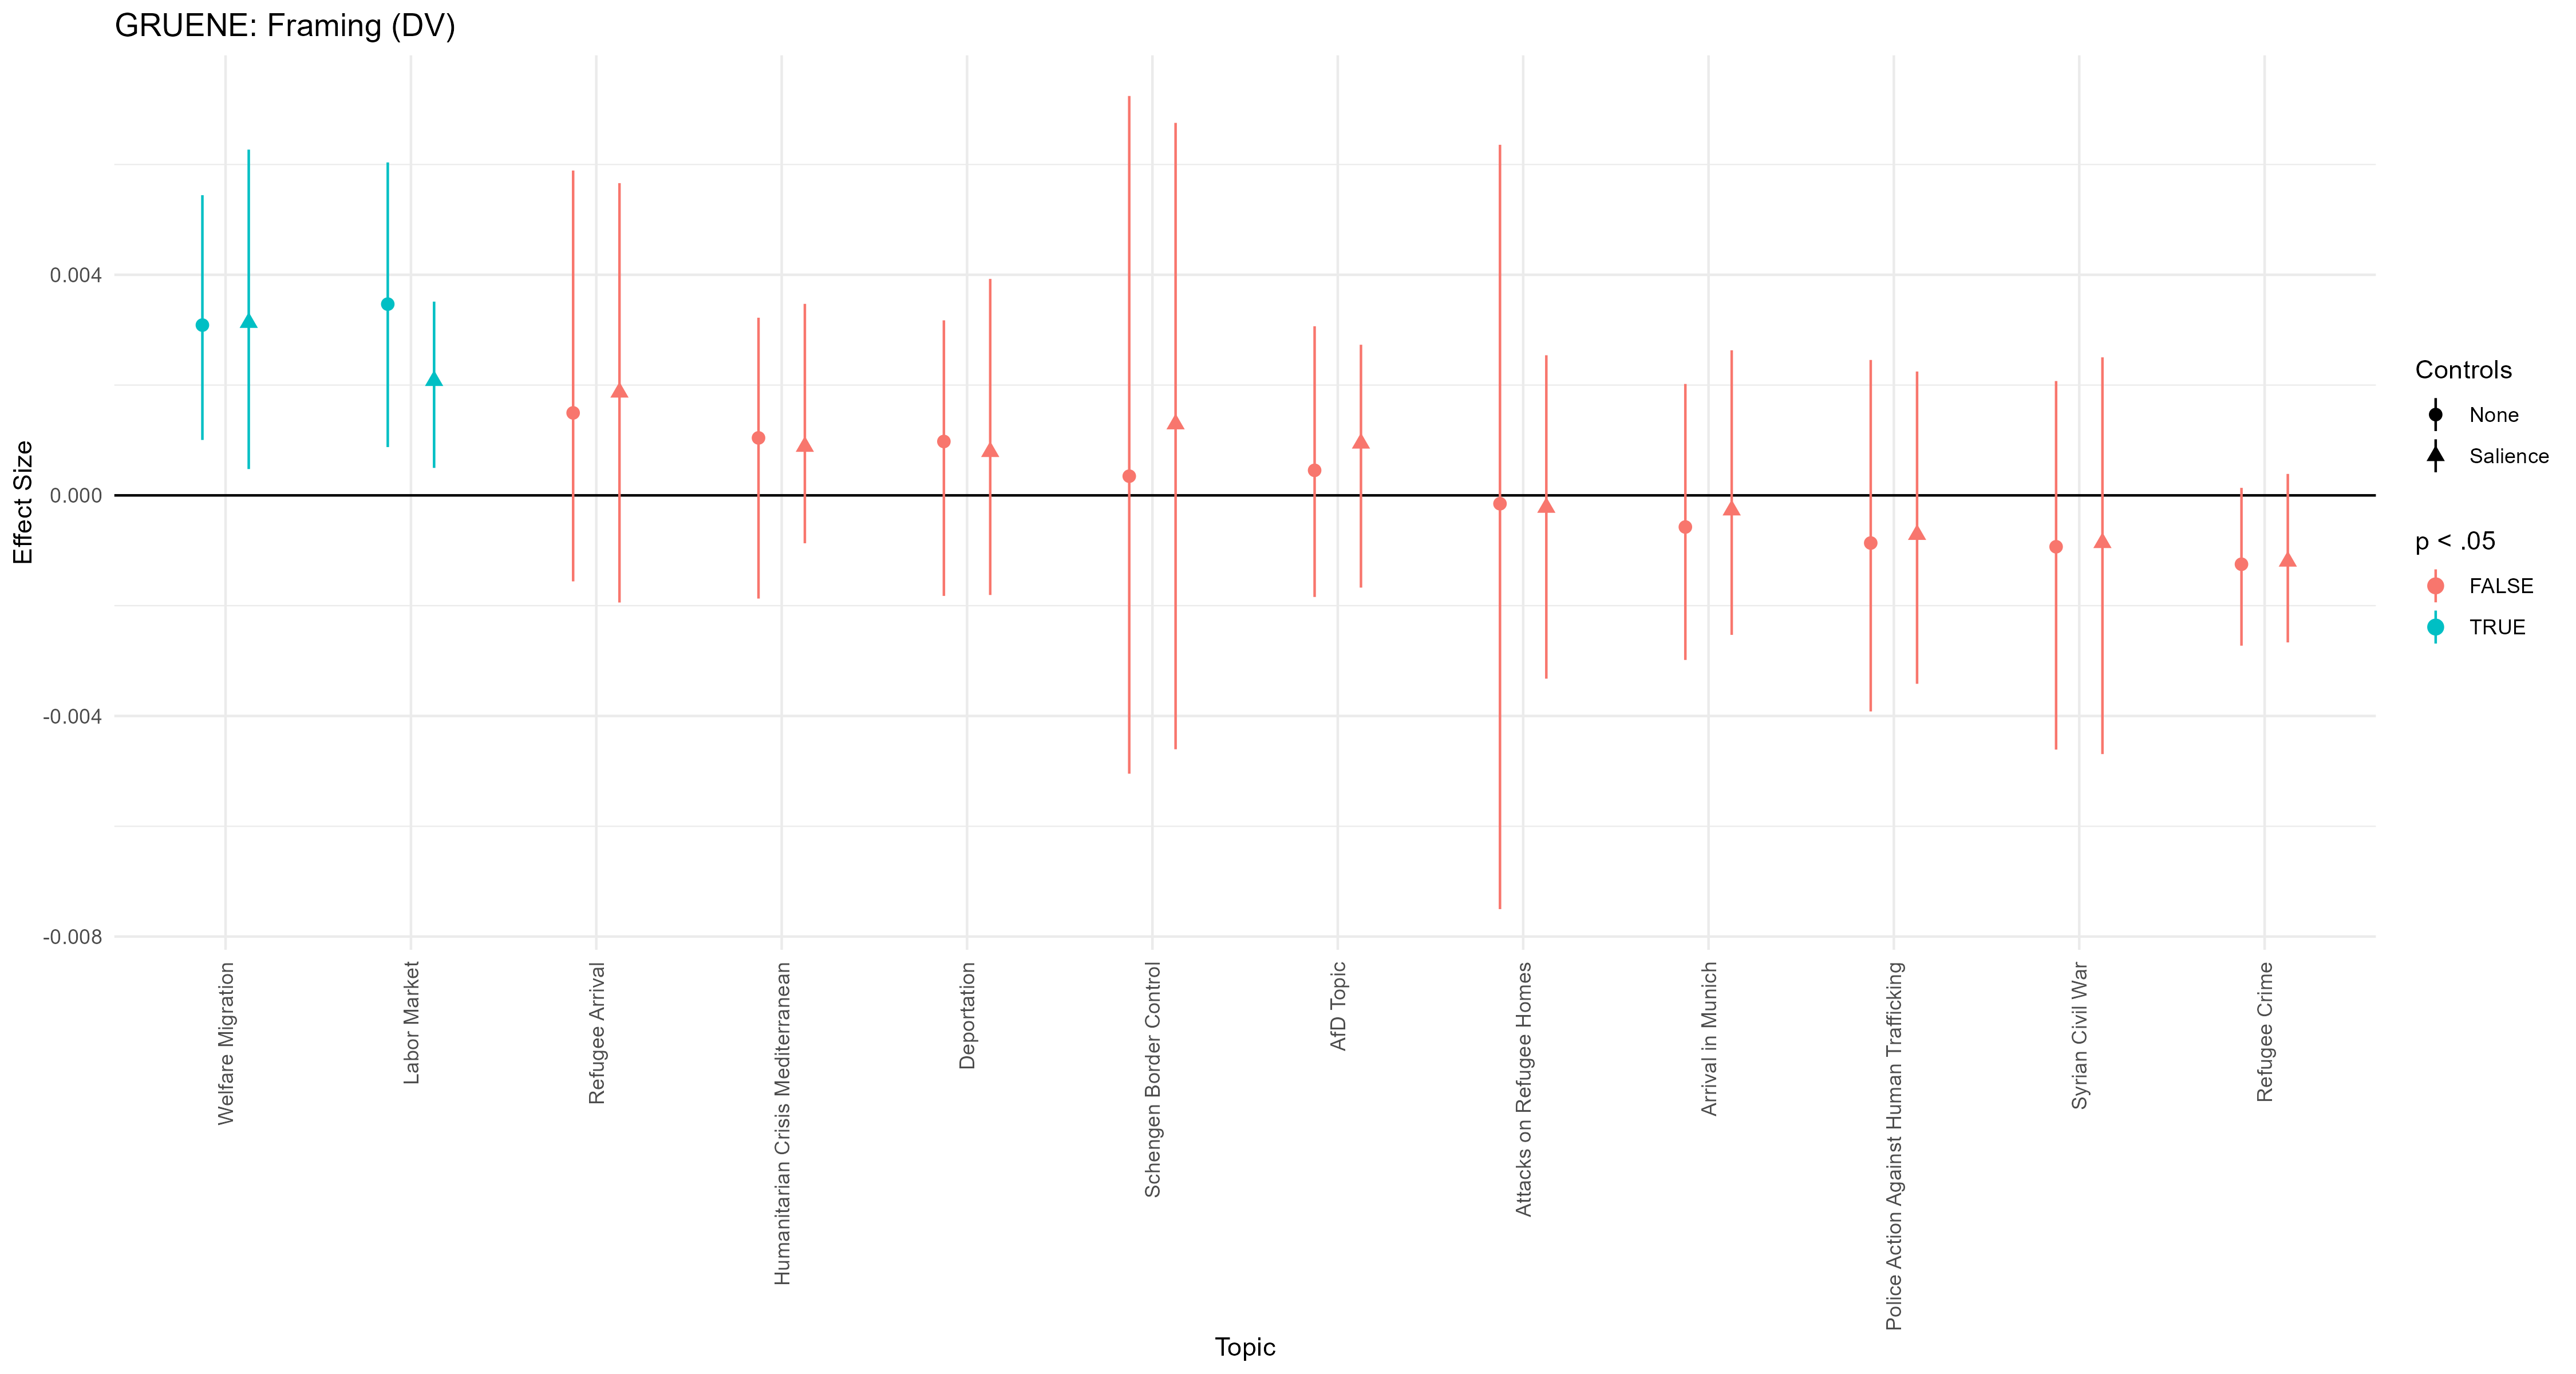 GRUENE: Framing (DV)
Effect Size
0.004
0.000
-0.004
-0.008
Welfare Migration
Labor Market
Refugee Arrival
Humanitarian Crisis Mediterranean
Deportation
Schengen Border Control
AfD Topic
Attacks on Refugee Homes
Arrival in Munich
Police Action Against Human Trafficking
Syrian Civil War
Refugee Crime
Topic
Controls
None
Salience
p < .05
FALSE
TRUE